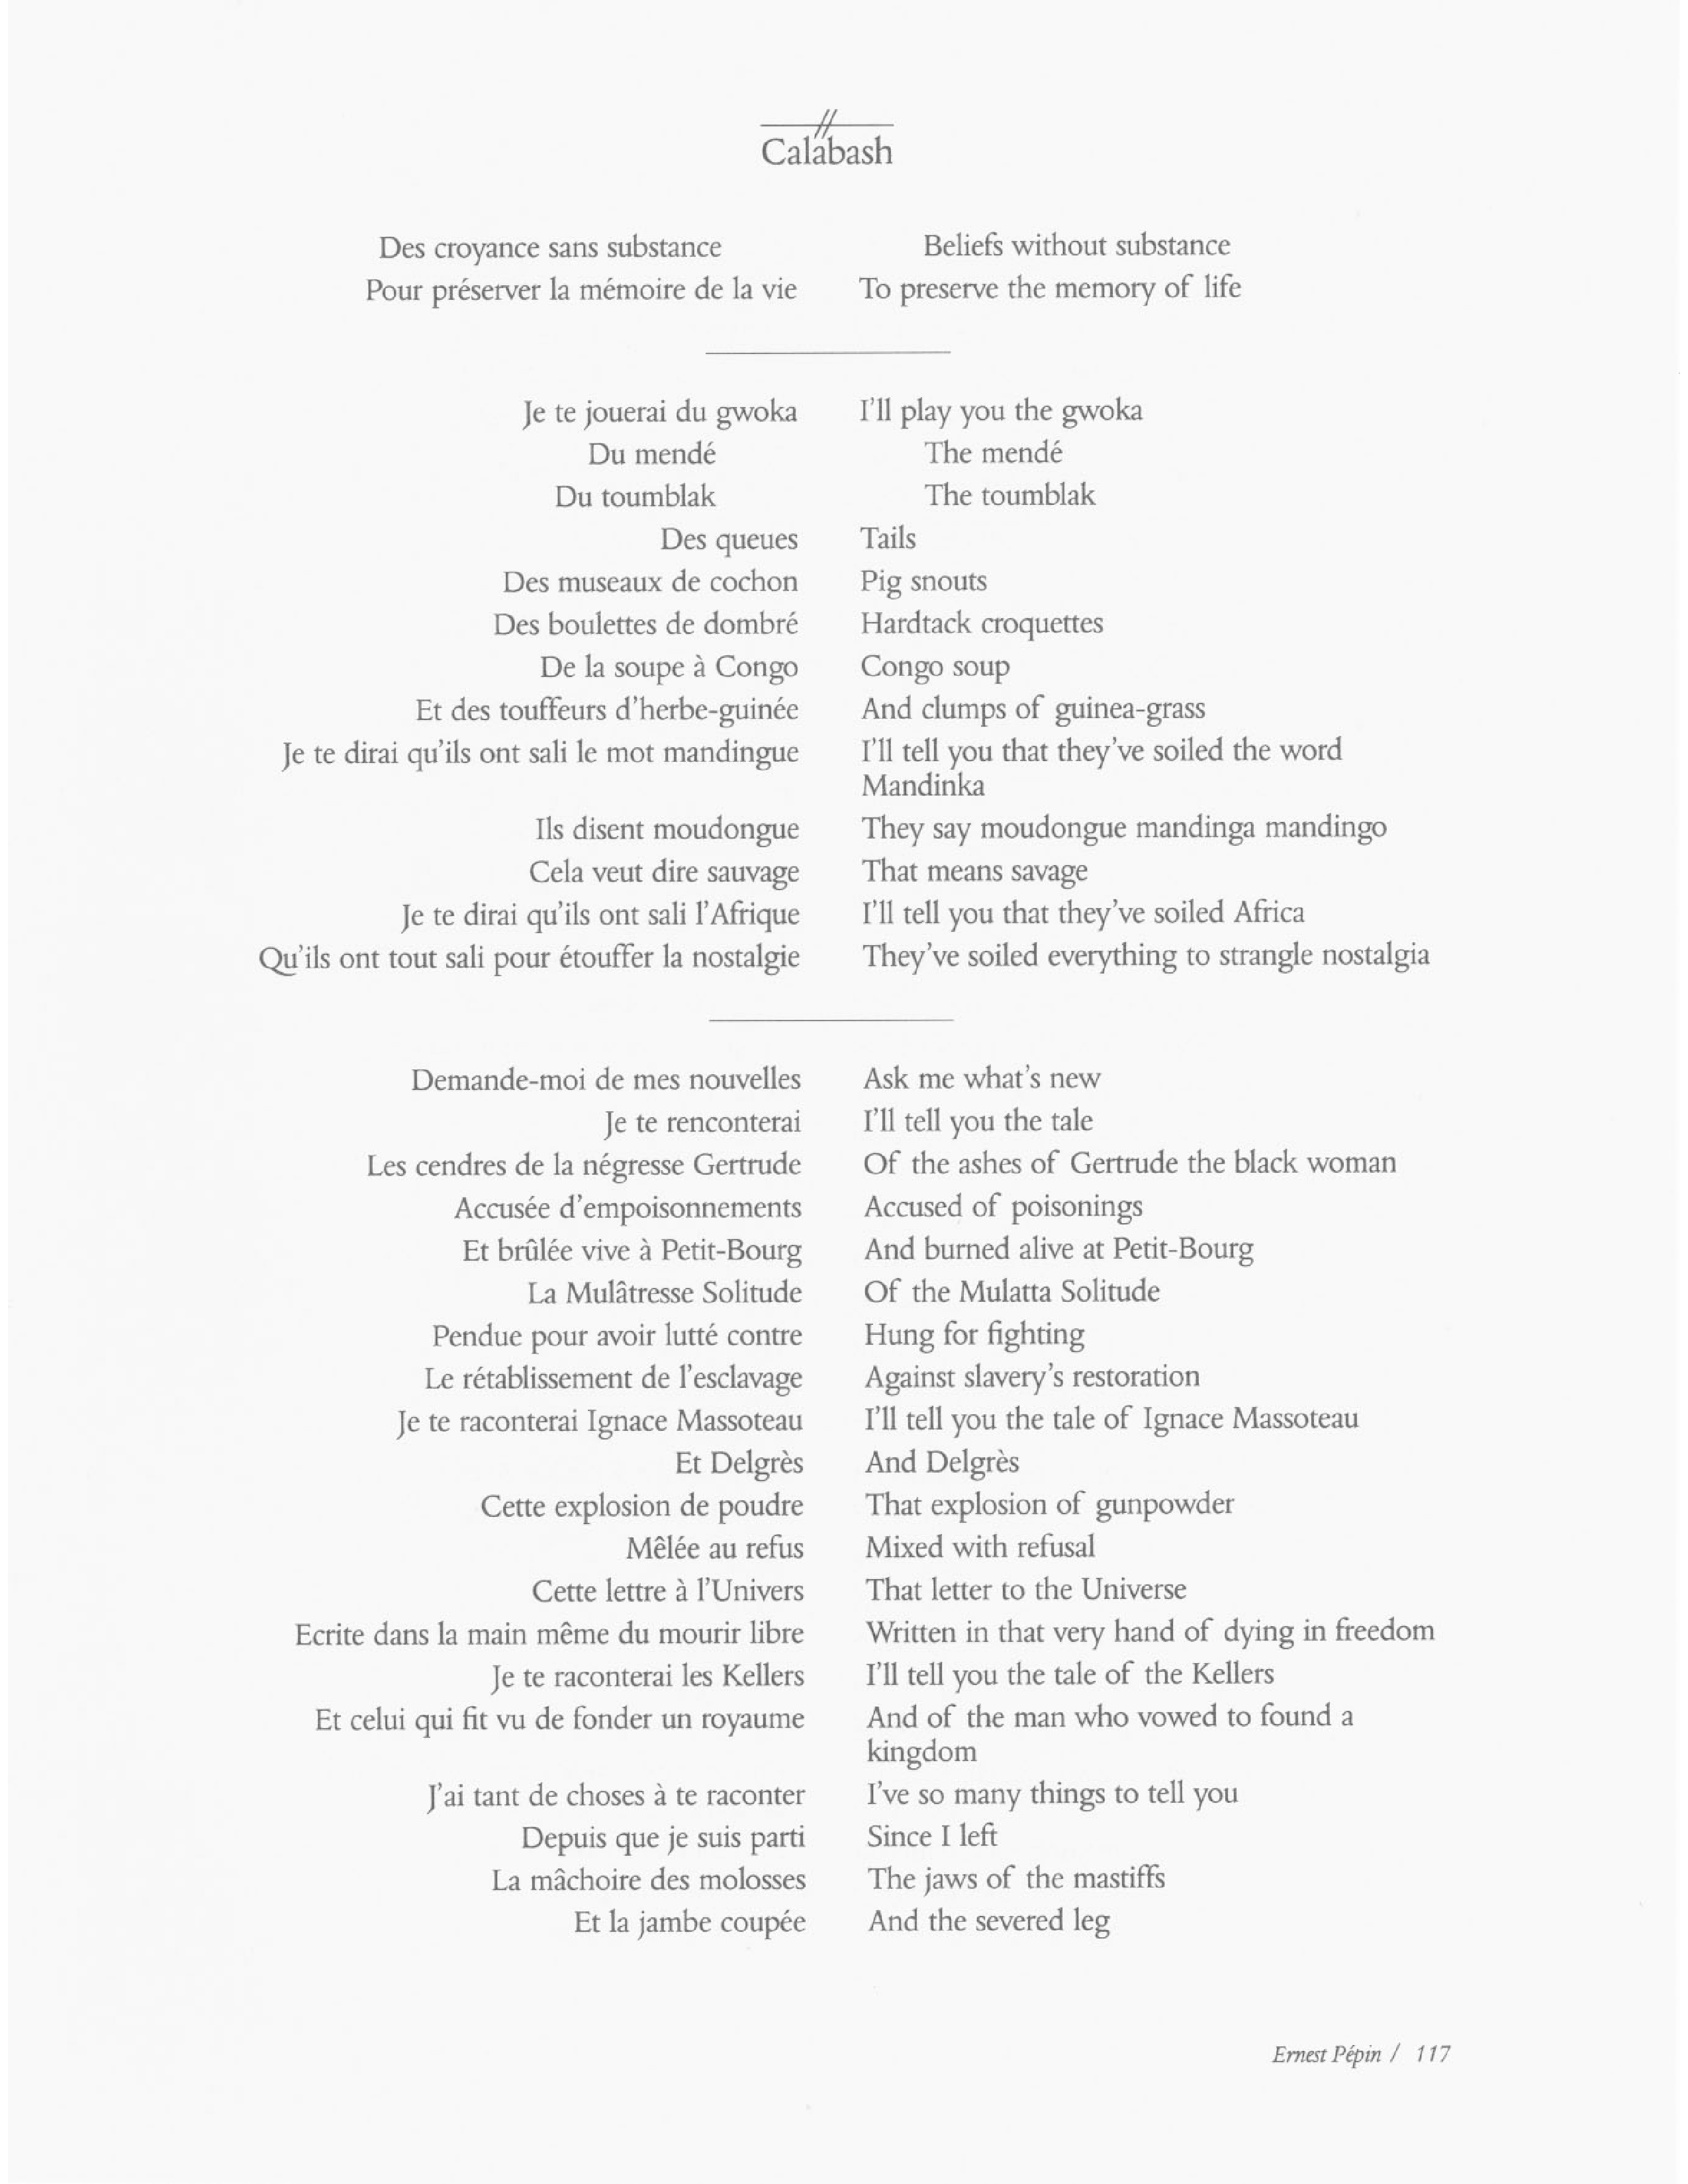 Calabash
Des croyance sans substance
Pour préserver la mémoire de la vie
Je te jouerai du gwoka
Du mendé
Du toumblak
Des queues
Des museaux de cochon
Des boulettes de dombré
De la soupe à Congo
Et des touffeurs d'herbe-guinée
Je te dirai qu'ils ont sali le mot mandingue
Ils disent moudongue
Cela veut dire sauvage
Je te dirai qu'ils ont sali l'Afrique
Qu'ils ont tout sali pour étouffer la nostalgie
Demande-moi de mes nouvelles
Je te renconterai
Les cendres de la négresse Gertrude
Accusée d'empoisonnements
Et brûlée vive à Petit-Bourg
La Mulâtresse Solitude
Pendue pour avoir lutté contre
Le rétablissement de l'esclavage
Je te raconterai Ignace Massoteau
Et Delgrès
Cette explosion de poudre
Mêlée au refus
Cette lettre à l'Univers
Ecrite dans la main même du mourir libre
Je te raconterai les Kellers
Et celui qui fit vu de fonder un royaume
J'ai tant de choses à te raconter
Depuis que je suis parti
La mâchoire des molosses
Et la jambe coupée
Beliefs without substance
To preserve the memory of life
I'll play you the gwoka
The mendé
The toumblak
Tails
Pig snouts
Hardtack croquettes
Congo soup
And clumps of guinea-grass
I'll tell you that they've soiled the word
Mandinka
They say moudongue mandinga mandingo
That means savage
I'll tell you that they've soiled Africa
They've soiled everything to strangle nostalgia
Ask me what's new
I'll tell you the tale
Of the ashes of Gertrude the black woman
Accused of poisonings
And burned alive at Petit-Bourg
Of the Mulatta Solitude
Hung for fighting
Against slavery's restoration
I'll tell you the tale of Ignace Massoteau
And Delgrès
That explosion of gunpowder
Mixed with refusal
That letter to the Universe
Written in that very hand of dying in freedom
I'll tell you the tale of the Kellers
And of the man who vowed to found a
kingdom
I've so many things to tell you
Since I left
The jaws of the mastiffs
And the severed leg
Ernest Pépin / 117